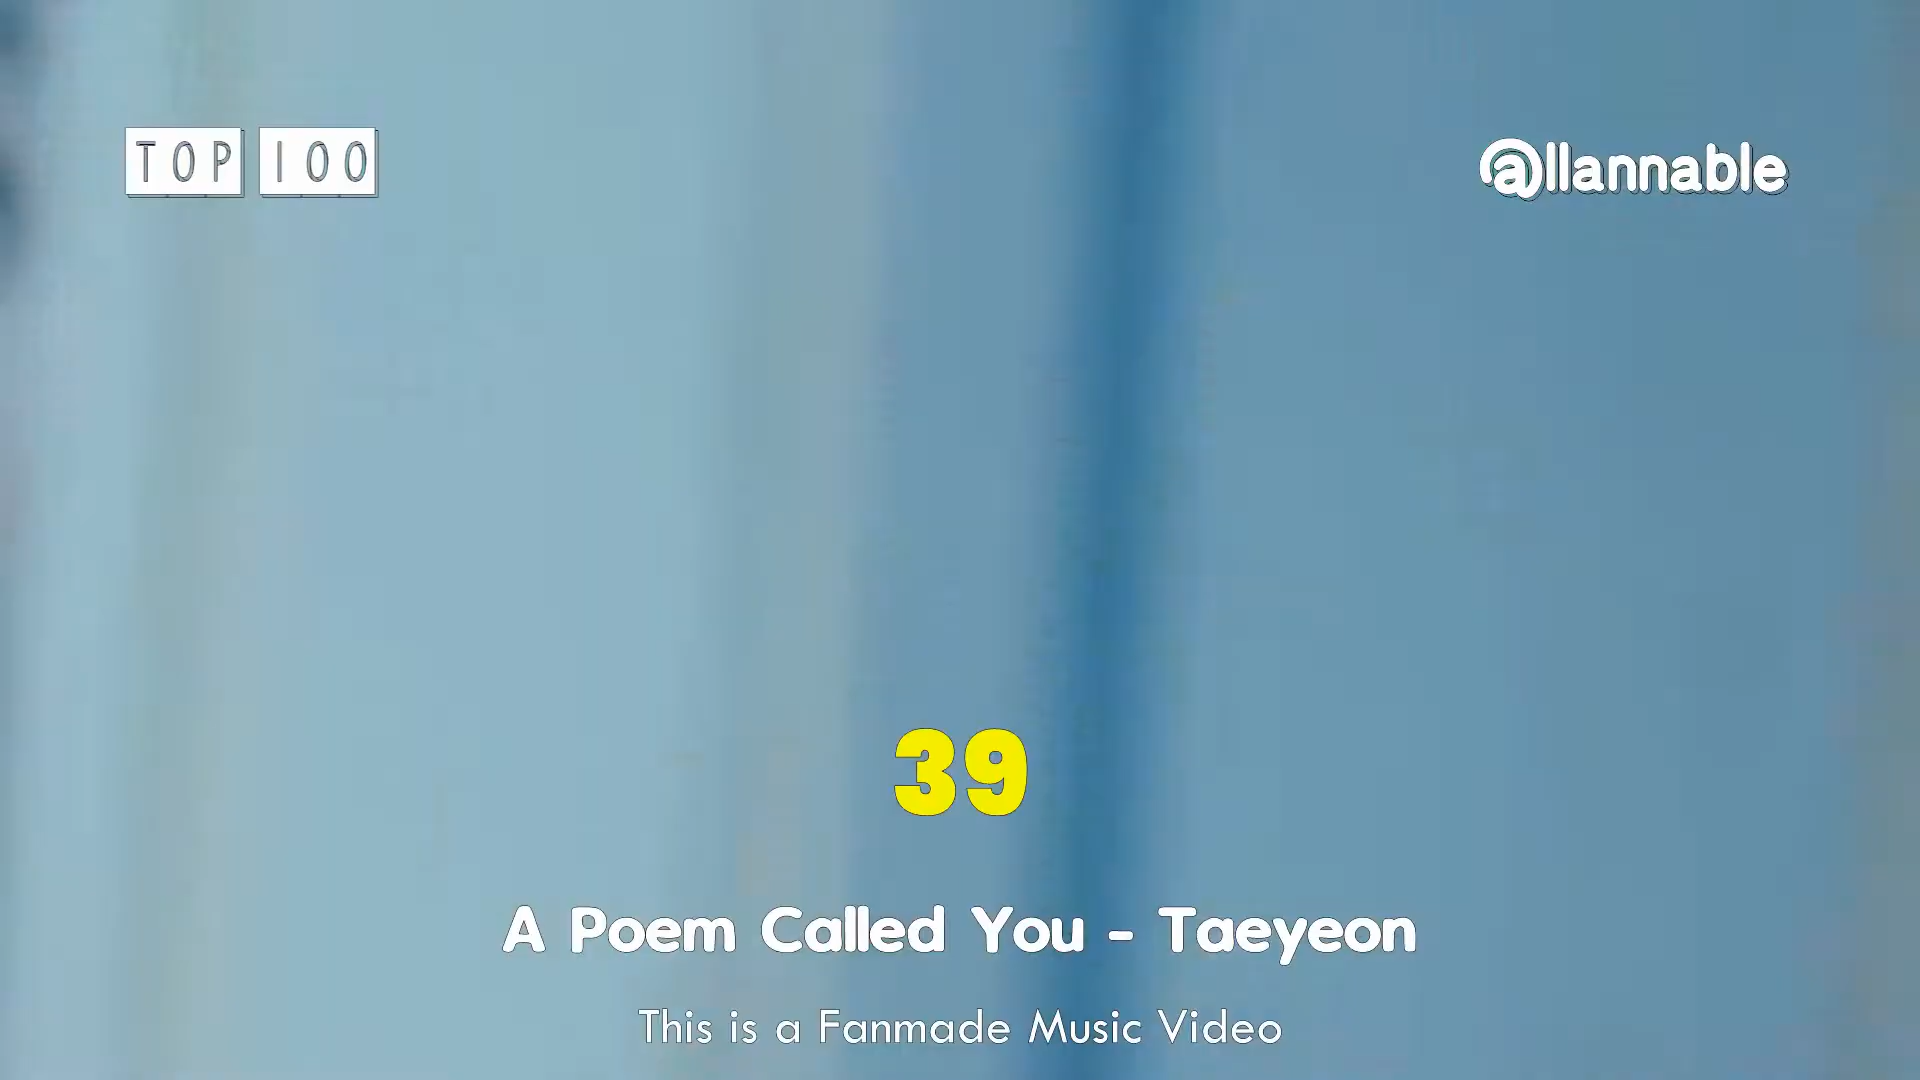 TOP 100
@llannable
39
A Poem Called You - Taeyeon
This is a Fanmade Music Video